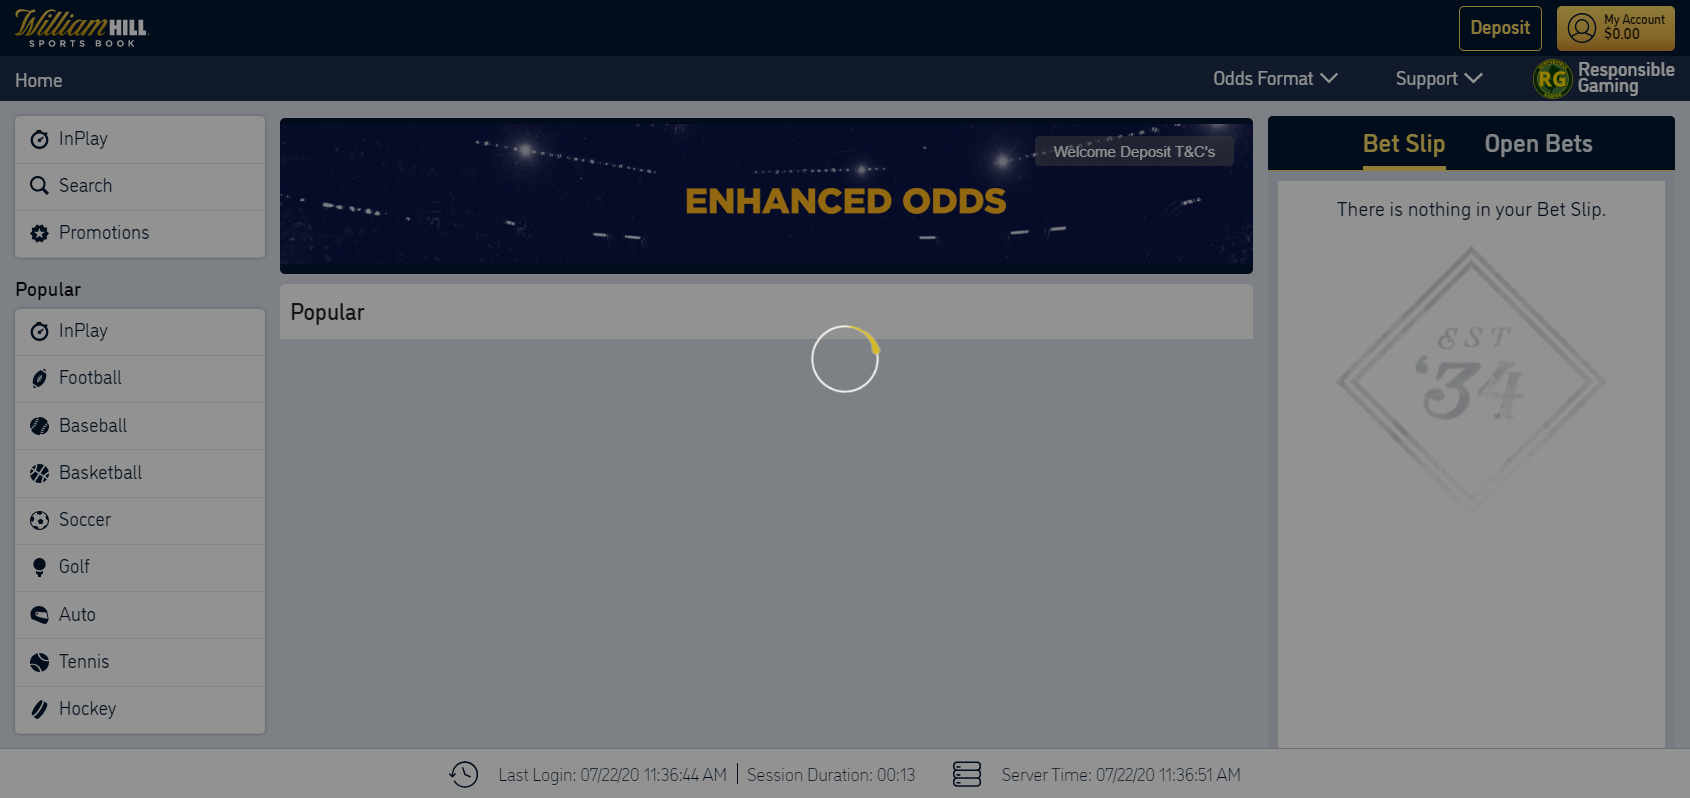 William HILL
SPORTS BOOK
Deposit
My Account
$0.00
Home
Odds Format
Support
RG
Responsible
Gaming
InPlay
Search
Promotions
Popular
InPlay
Football
Baseball
Basketball
Soccer
Golf
Auto
Tennis
Hockey
Welcome Deposit T&C's
ENHANCED ODDS
Popular
Bet Slip
Open Bets
There is nothing in your Bet Slip.
EST
‘34
Last Login: 07/22/20 11:36:44 AM
Session Duration: 00:13
Server Time: 07/22/20 11:36:51 AM